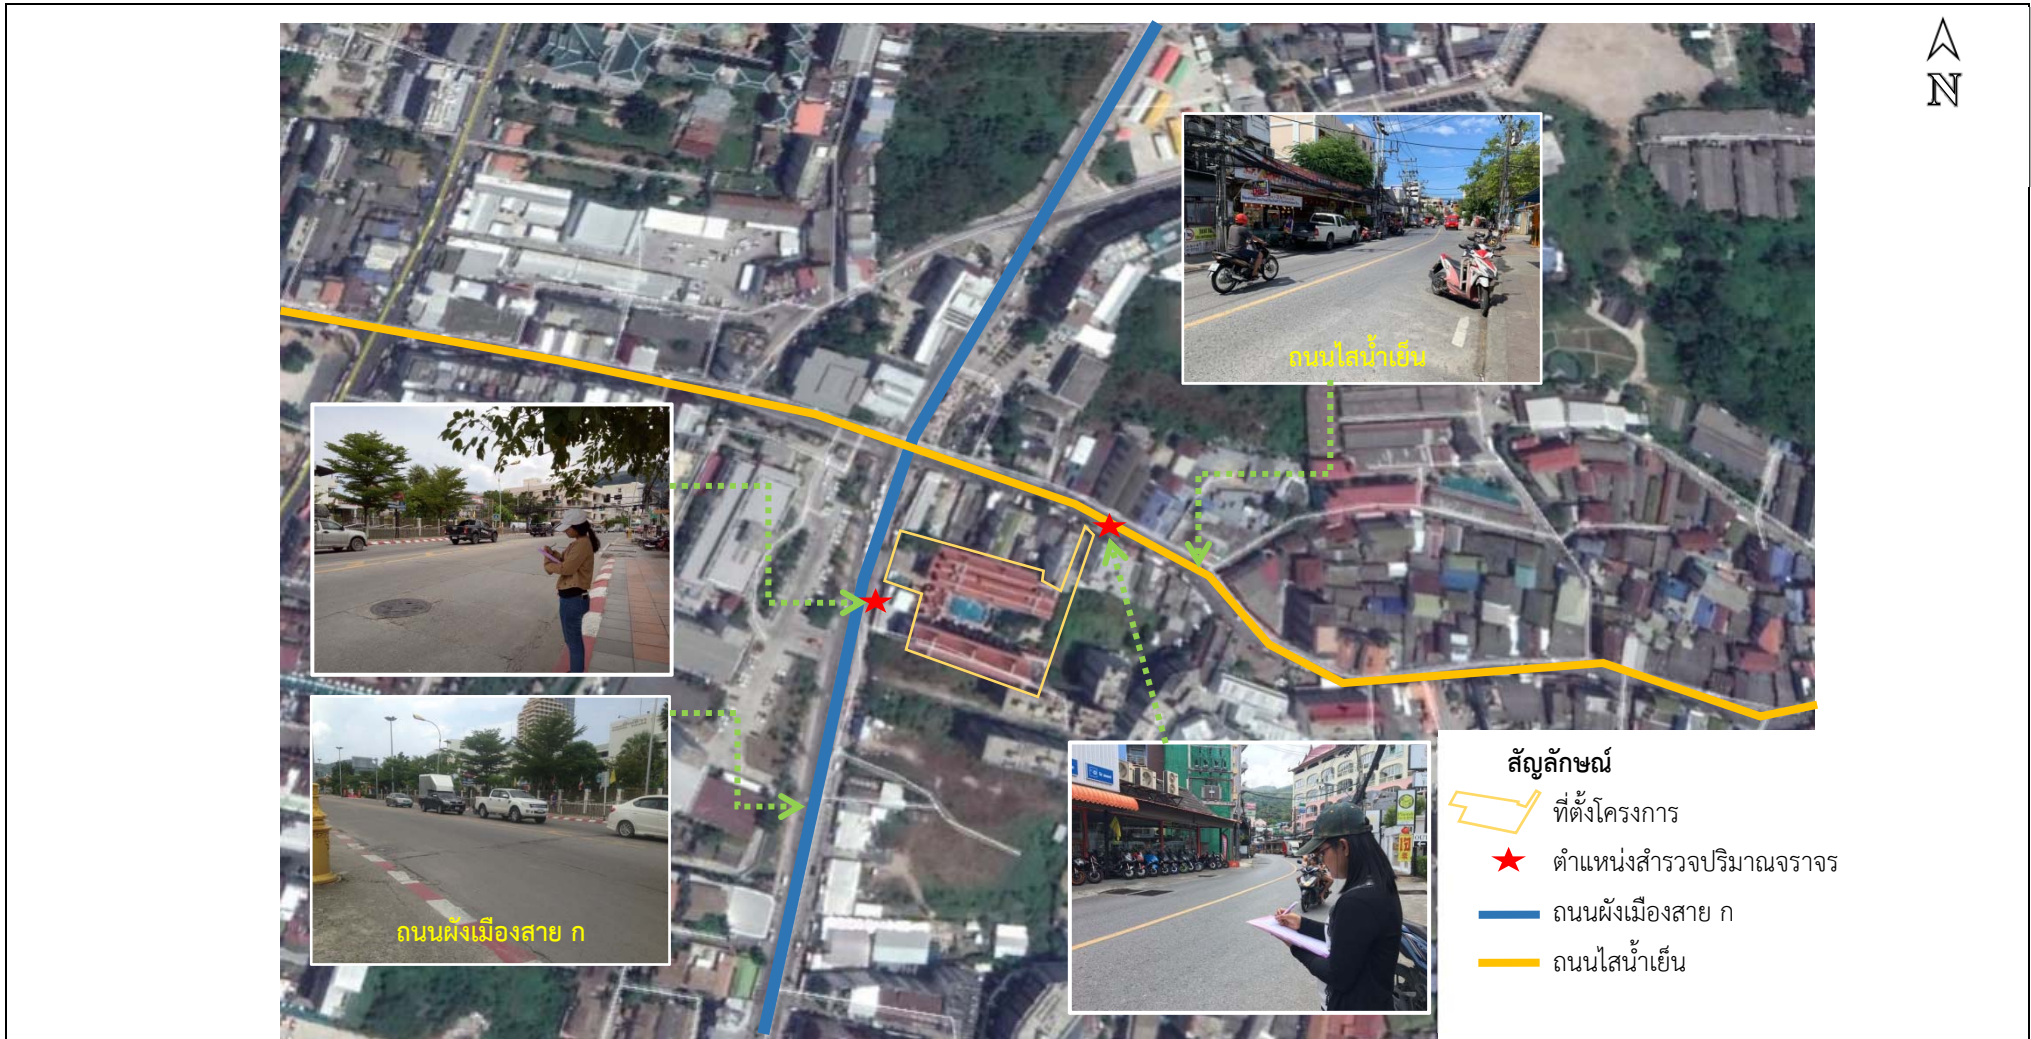 N
ถนนไสน้ำเย็น
ถนนผังเมืองสาย ก
สัญลักษณ์
ที่ตั้งโครงการ
ตำแหน่งสำรวจปริมาณจราจร
ถนนผังเมืองสาย ก
ถนนไสน้ำเย็น